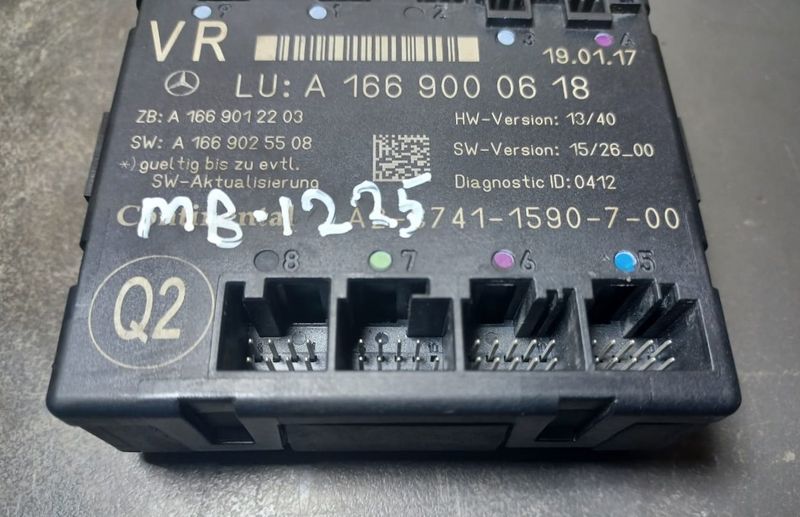 9 1 2 3 4
VR
19.01.17
LU: A 166 900 06 18
ZB: A 166 901 22 03
HW-Version: 13/40
SW: A 166 902 55 08
SW-Version: 15/26_00
*) gueltig bis zu evtl.
SW-Aktualisierung
Diagnostic ID: 0412
MB-1225
Continental 741-1590-7-00
8 7 6 5
Q2